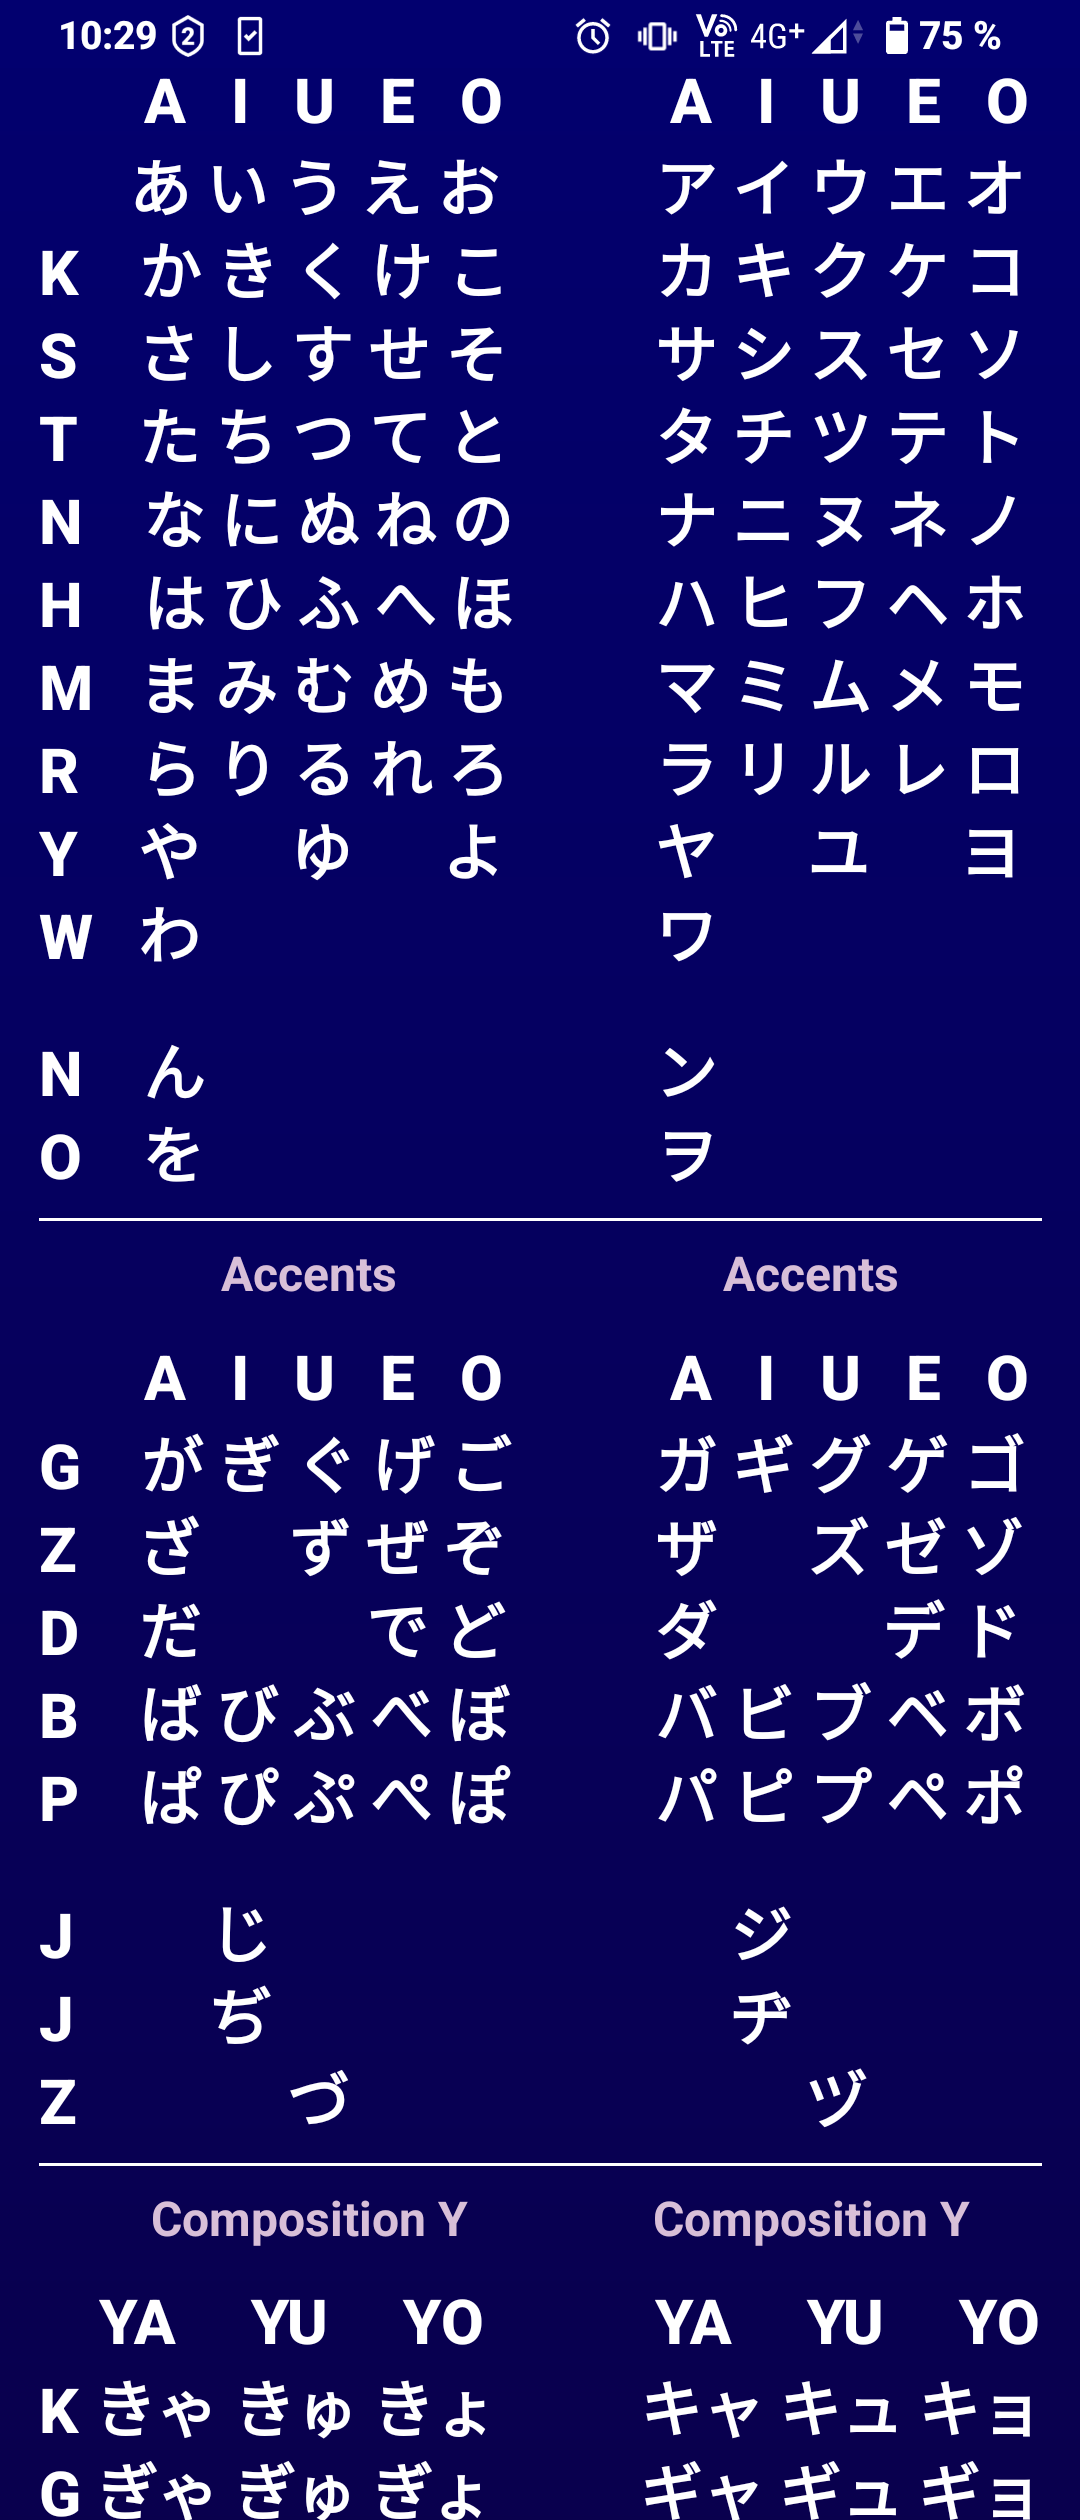 10:29 2 Vo LTE 4G+ 75 %
A I U E O A I U E O
あ い う え お ア イ ウ エ オ
K か き く け こ カ キ ク ケ コ
S さ し す せ そ サ シ ス セ ソ
T た ち つ て と タ チ ツ テ ト
N な に ぬ ね の ナ ニ ヌ ネ ノ
H は ひ ふ へ ほ ハ ヒ フ ヘ ホ
M ま み む め も マ ミ ム メ モ
R ら り る れ ろ ラ リ ル レ ロ
Y や ゆ よ ヤ ユ ヨ
W わ ワ
N ん ン
O を ヲ
Accents Accents
A I U E O A I U E O
G が ぎ ぐ げ ご ガ ギ グ ゲ ゴ
Z ざ ず ぜ ぞ ザ ズ ゼ ゾ
D だ で ど ダ デ ド
B ば び ぶ べ ぼ バ ビ ブ ベ ボ
P ぱ ぴ ぷ ぺ ぽ パ ピ プ ペ ポ
J じ ジ
J ぢ ヂ
Z づ ヅ
Composition Y Composition Y
YA YU YO YA YU YO
K きゃ きゅ きょ キャ キュ キョ
G ぎゃ ぎゅ ぎょ ギャ ギュ ギョ